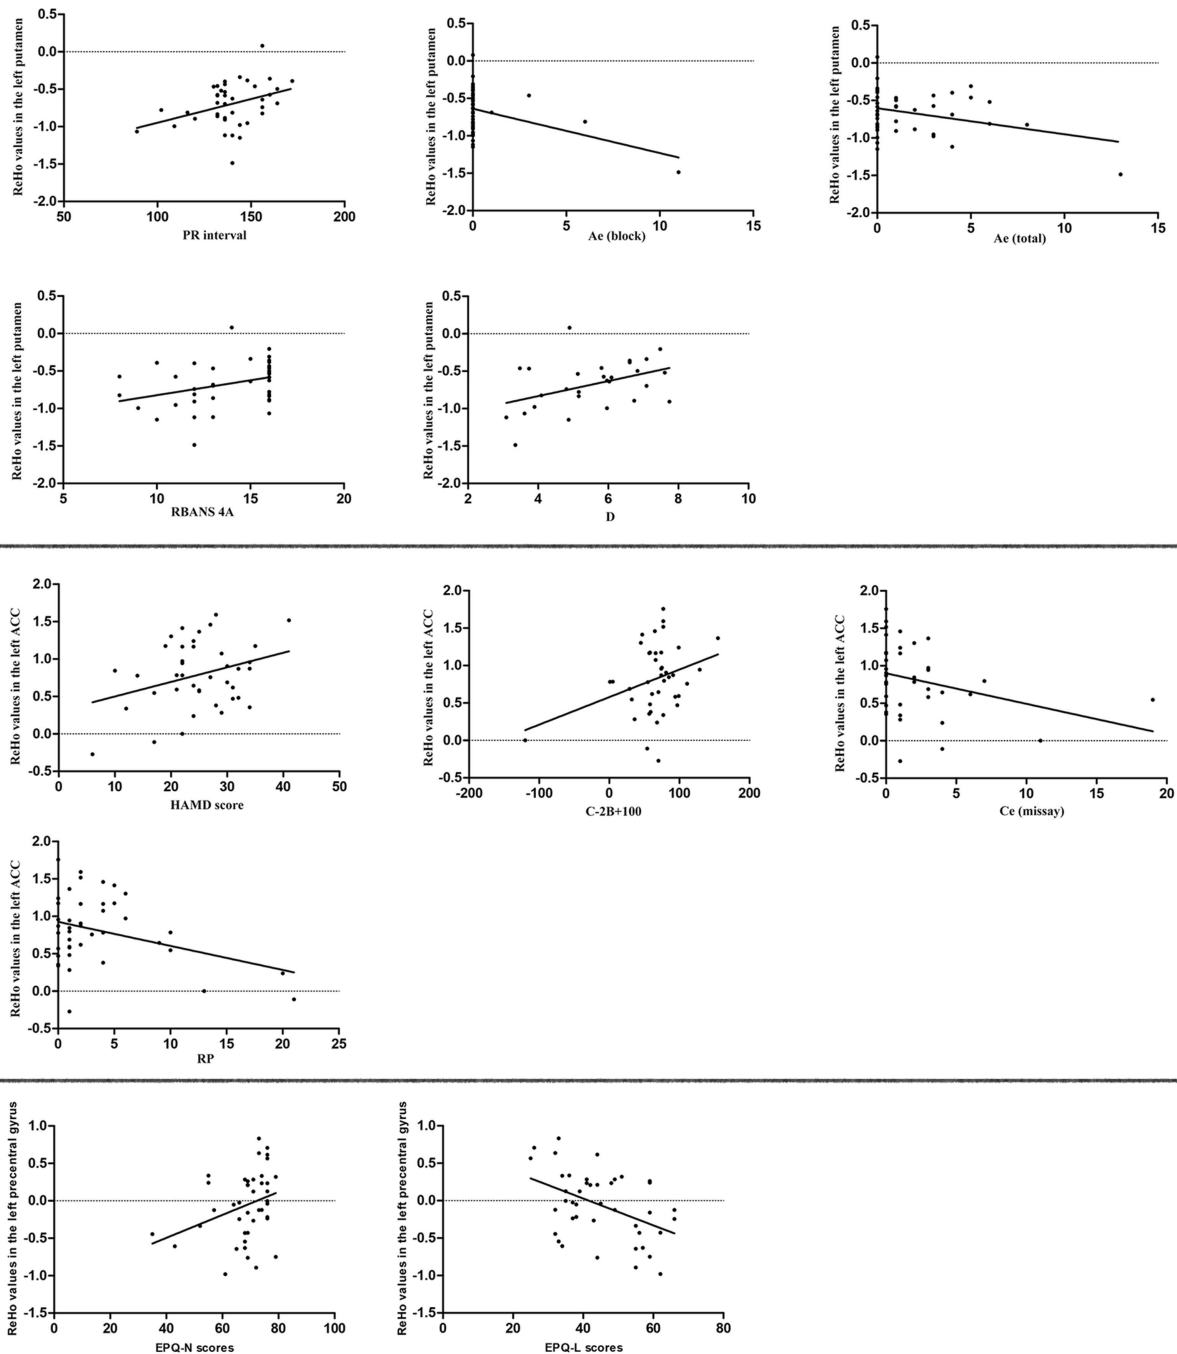 ReHo values in the left putamen
0.5
0.0
-0.5
-1.0
-1.5
-2.0
50 100 150 200
PR interval
ReHo values in the left putamen
0.5
0.0
-0.5
-1.0
-1.5
-2.0
0 5 10 15
Ae (block)
ReHo values in the left putamen
0.5
0.0
-0.5
-1.0
-1.5
-2.0
0 5 10 15
Ae (total)
ReHo values in the left putamen
0.5
0.0
-0.5
-1.0
-1.5
-2.0
5 10 15 20
RBANS 4A
ReHo values in the left putamen
0.5
0.0
-0.5
-1.0
-1.5
-2.0
2 4 6 8 10
D
ReHo values in the left ACC
2.0
1.5
1.0
0.5
0.0
-0.5
0 10 20 30 40 50
HAMD score
ReHo values in the left ACC
2.0
1.5
1.0
0.5
0.0
-0.5
-200 -100 0 100 200
C-2B+100
ReHo values in the left ACC
2.0
1.5
1.0
0.5
0.0
-0.5
0 5 10 15 20
Ce (missay)
ReHo values in the left ACC
2.0
1.5
1.0
0.5
0.0
-0.5
0 5 10 15 20 25
RP
ReHo values in the left precentral gyrus
1.0
0.5
0.0
-0.5
-1.0
-1.5
0 20 40 60 80 100
EPQ-N scores
ReHo values in the left precentral gyrus
1.0
0.5
0.0
-0.5
-1.0
-1.5
0 20 40 60 80
EPQ-L scores